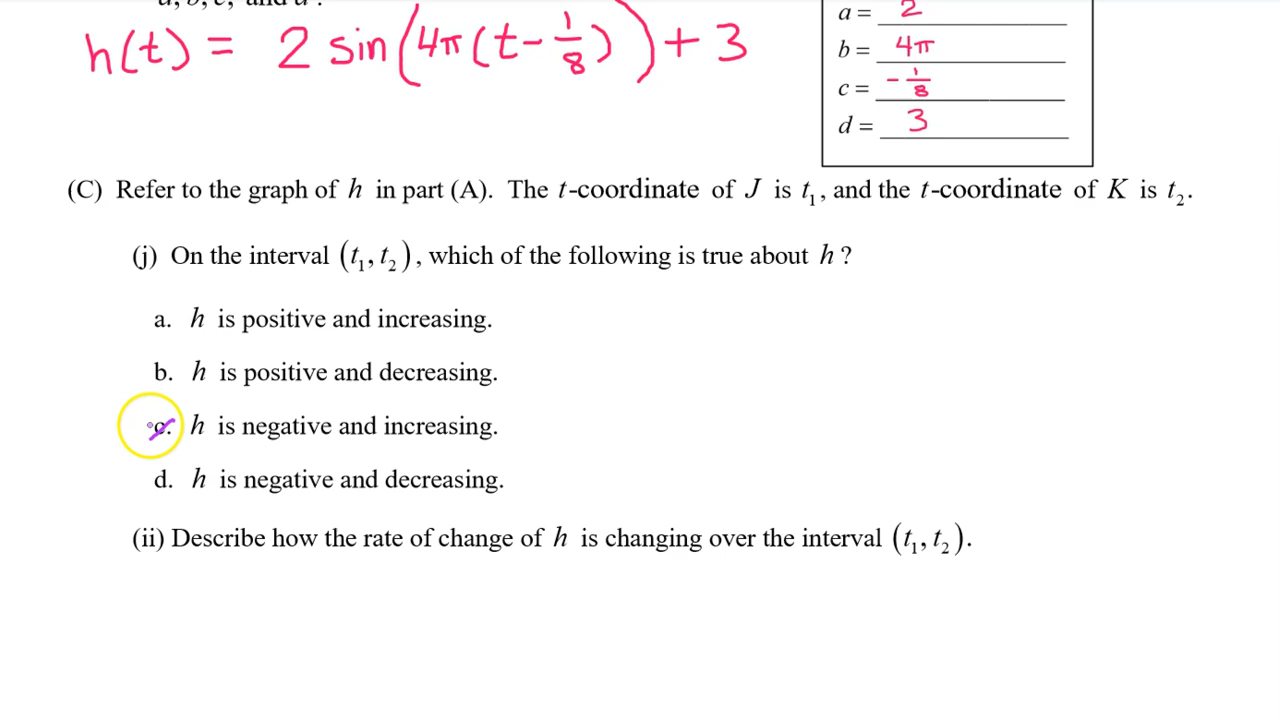 a, b, c, and d .
h(t) = 2 sin(4π(t-1/8))+3
a = 2
b = 4π
c = -1/8
d = 3
(C) Refer to the graph of h in part (A). The t-coordinate of J is t₁, and the t-coordinate of K is t₂.
(j) On the interval (t₁, t₂), which of the following is true about h ?
a. h is positive and increasing.
b. h is positive and decreasing.
c. h is negative and increasing.
d. h is negative and decreasing.
(ii) Describe how the rate of change of h is changing over the interval (t₁, t₂).